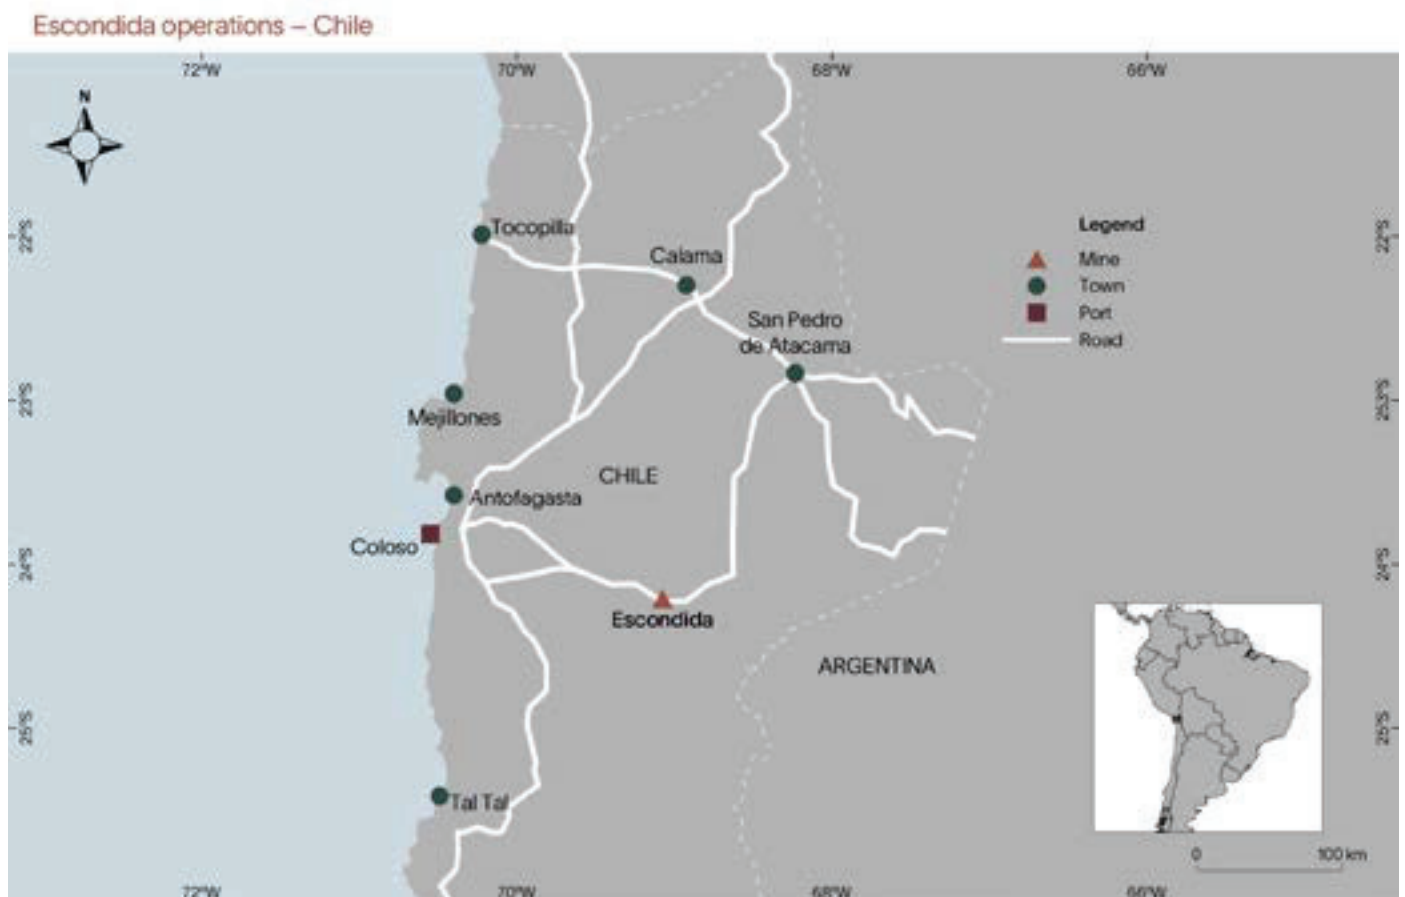 Escondida operations – Chile
72°W 70°W 68°W 66°W
N
22°S 22°S
Tocopilla
Legend
Calama
Mine
Town
Port
San Pedro
de Atacama
Road
23°S
Mejillones
CHILE
Antofagasta
Coloso
24°S 24°S
Escondida
ARGENTINA
25°S 25°S
Tal Tal
0 100 km
72°W 70°W 68°W 66°W